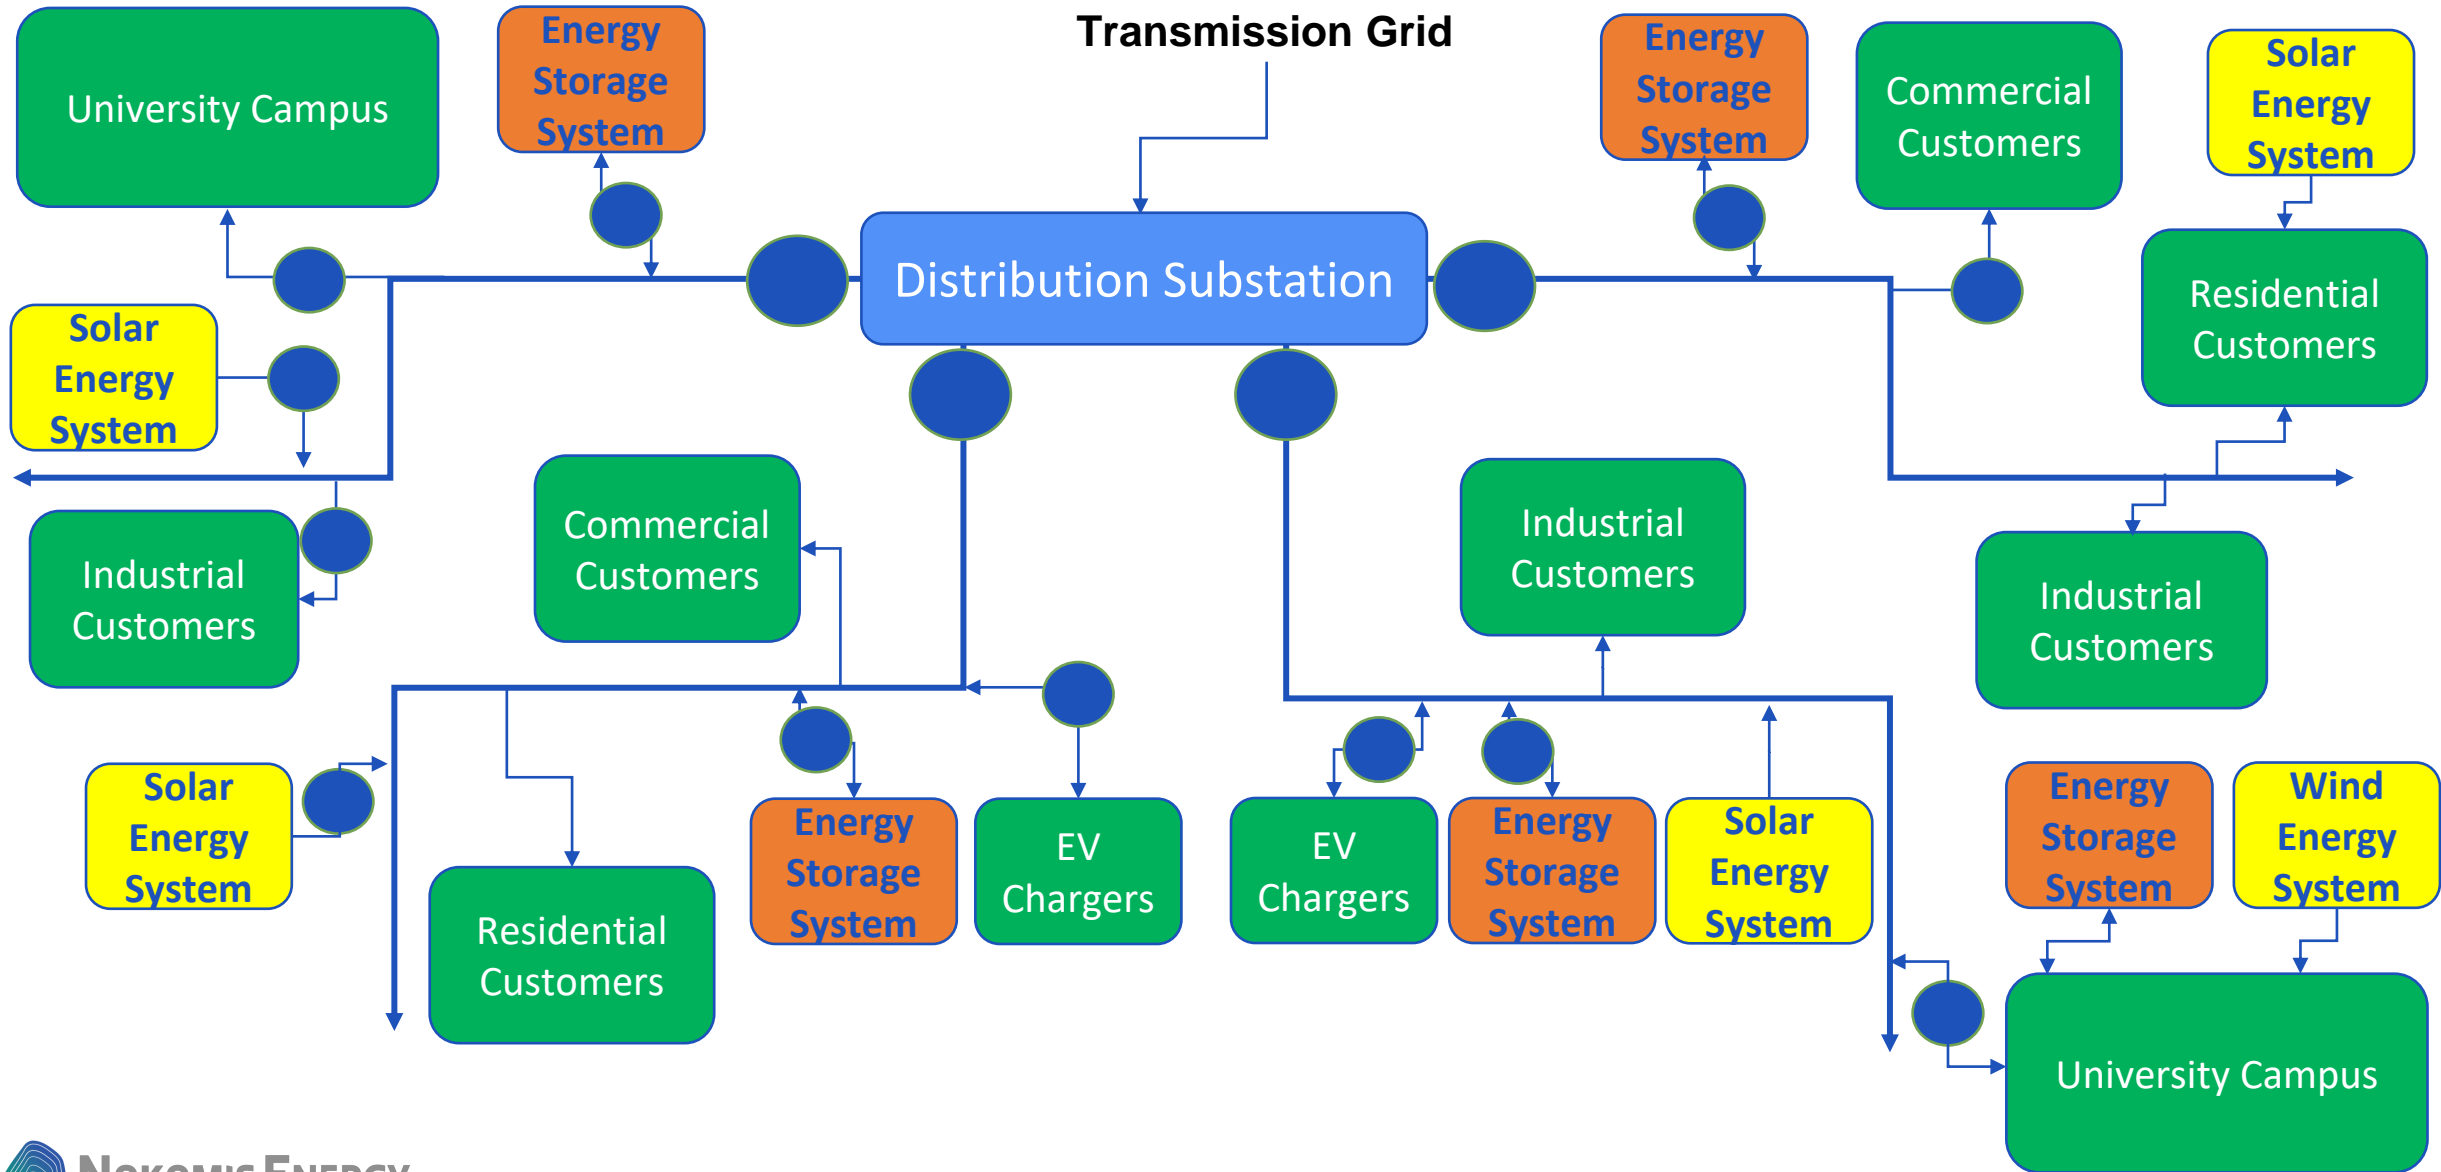 Transmission Grid
University Campus
Energy
Storage
System
Energy
Storage
System
Commercial
Customers
Solar
Energy
System
Distribution Substation
Residential
Customers
Solar
Energy
System
Industrial
Customers
Commercial
Customers
Industrial
Customers
Industrial
Customers
Solar
Energy
System
Residential
Customers
Energy
Storage
System
EV
Chargers
EV
Chargers
Energy
Storage
System
Solar
Energy
System
Energy
Storage
System
Wind
Energy
System
University Campus
NOKOMIS ENERGY